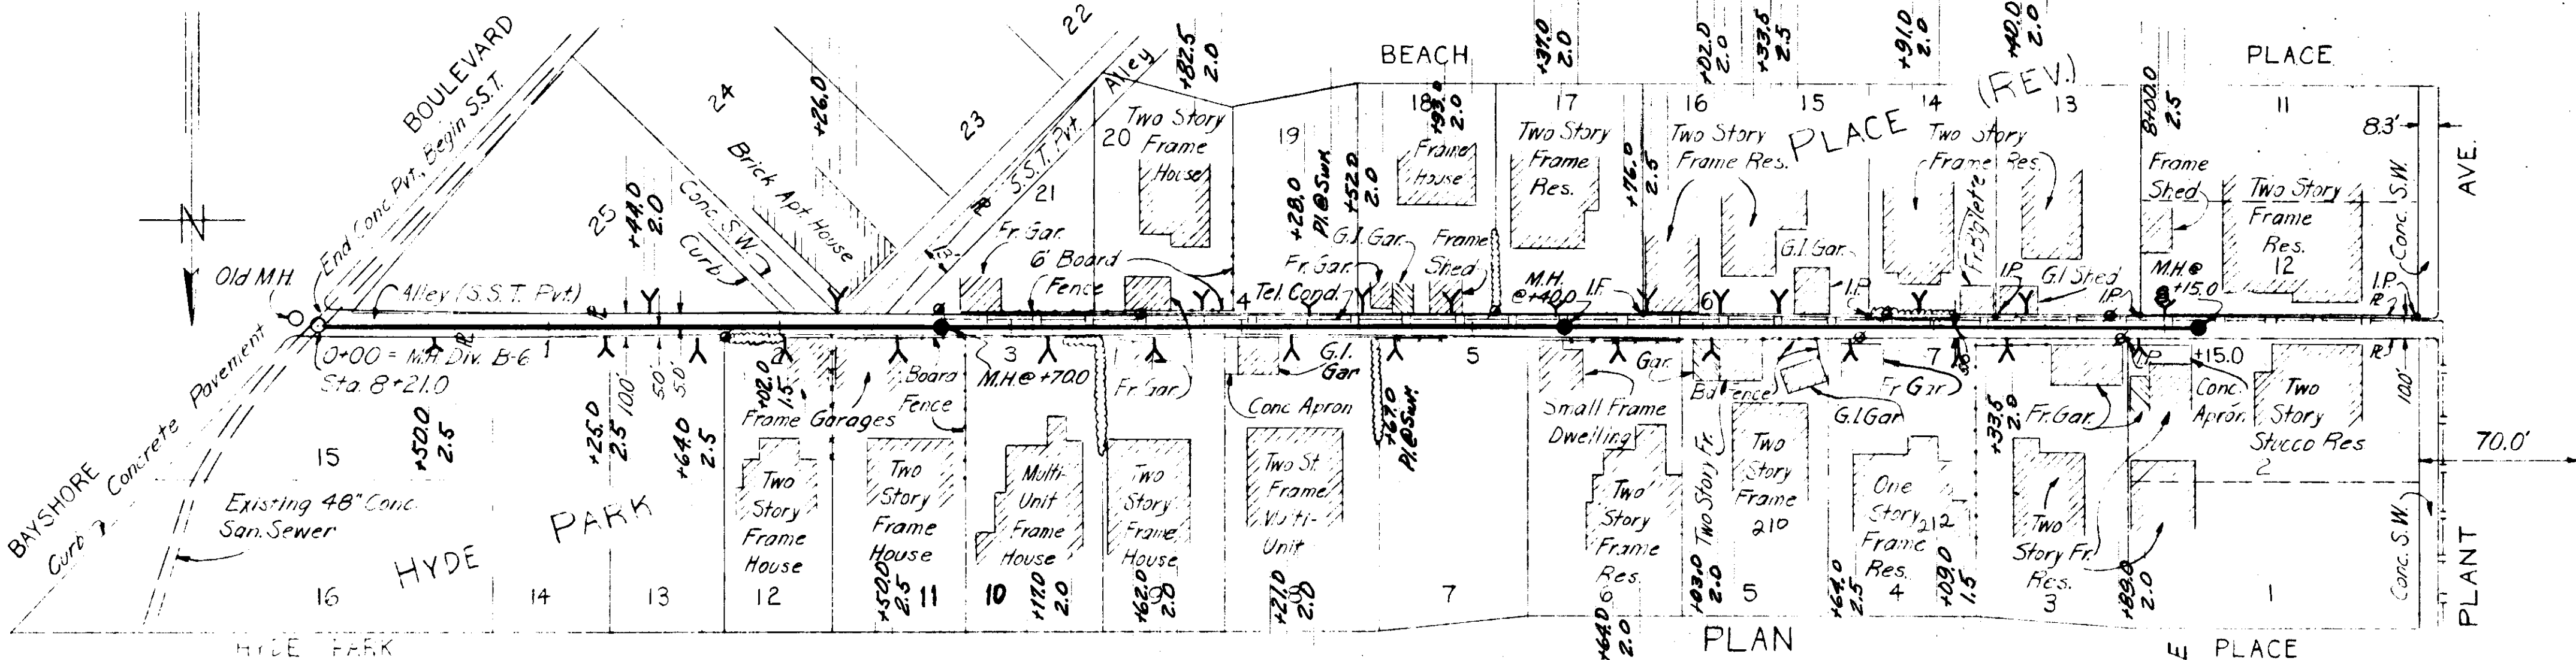 BOULEVARD
22
Alley
+82.5
2.0
BEACH
+37.0
2.0
+02.0
2.0
+33.5
2.5
+91.0
2.0
+40.0
2.0
PLACE
24
+26.0
23
S.S.T. Pvt.
20
Two Story
Frame
House
19
18
+93.0
2.0
Frame
House
17
Two Story
Frame
Res.
16
Two Story
Frame Res.
15
PLACE (REV.)
14
Two Story
Frame Res.
13
8+00.0
2.5
11
8.3'
AVE.
End Conc. Pvt., Begin S.S.T.
25
+44.0
2.0
Conc. S.W.
Curb
Brick Apt. House
21
Fr. Gar.
6' Board
Fence
+28.0
Pl.@Swr.
+52.0
2.0
G.I. Gar.
Fr. Gar.
Tel. Cond.
Frame
Shed
+76.0
2.5
M.H.
@+40.0
I.F.
G.I. Gar.
I.P.
I.P.
G.I. Shed
I.P.
Frame
Shed
M.H.@
+15.0
Two Story
Frame
Res.
12
Conc. S.W.
I.P.
N
Old M.H.
Alley (S.S.T. Pvt.)
0+00 = M.H. Div. B-6
Sta. 8+21.0
1
2
3
4
5
6
7
+50.0
2.5
+25.0
2.5
10.0'
5.0'
5.0'
+64.0
2.5
+02.0
1.5
Frame Garages
Board
Fence
M.H.@+70.0
Fr. Gar.
G.I.
Gar.
Conc. Apron
+67.0
Pl.@Swr.
Small Frame
Dwelling
Gar.
Fence
Fr. Gar.
G.I. Gar.
+33.5
2.0
Fr. Gar.
I.P.
+15.0
Conc.
Apron
Two
Story
Stucco Res
2
10.0'
70.0'
BAYSHORE
Curb
Concrete Pavement
15
Existing 48" Conc.
San. Sewer
HYDE PARK
16
14
13
12
Two
Story
Frame
House
Two
Story
Frame
House
+50.0
2.5
11
Multi-
Unit
Frame
House
10
+17.0
2.0
Two
Story
Frame
House
+62.0
2.0
9
Two St.
Frame
Multi-
Unit
+21.0
2.0
8
7
Two
Story
Frame
Res.
6
+64.0
2.0
Two Story Fr.
+03.0
2.0
Two
Story
Frame
210
5
+64.0
2.5
One
Story 212
Frame
Res.
4
+09.0
1.5
Two
Story Fr.
Res.
3
+89.0
2.0
1
Conc. S.W.
PLANT
HYDE PARK
PLAN
E PLACE